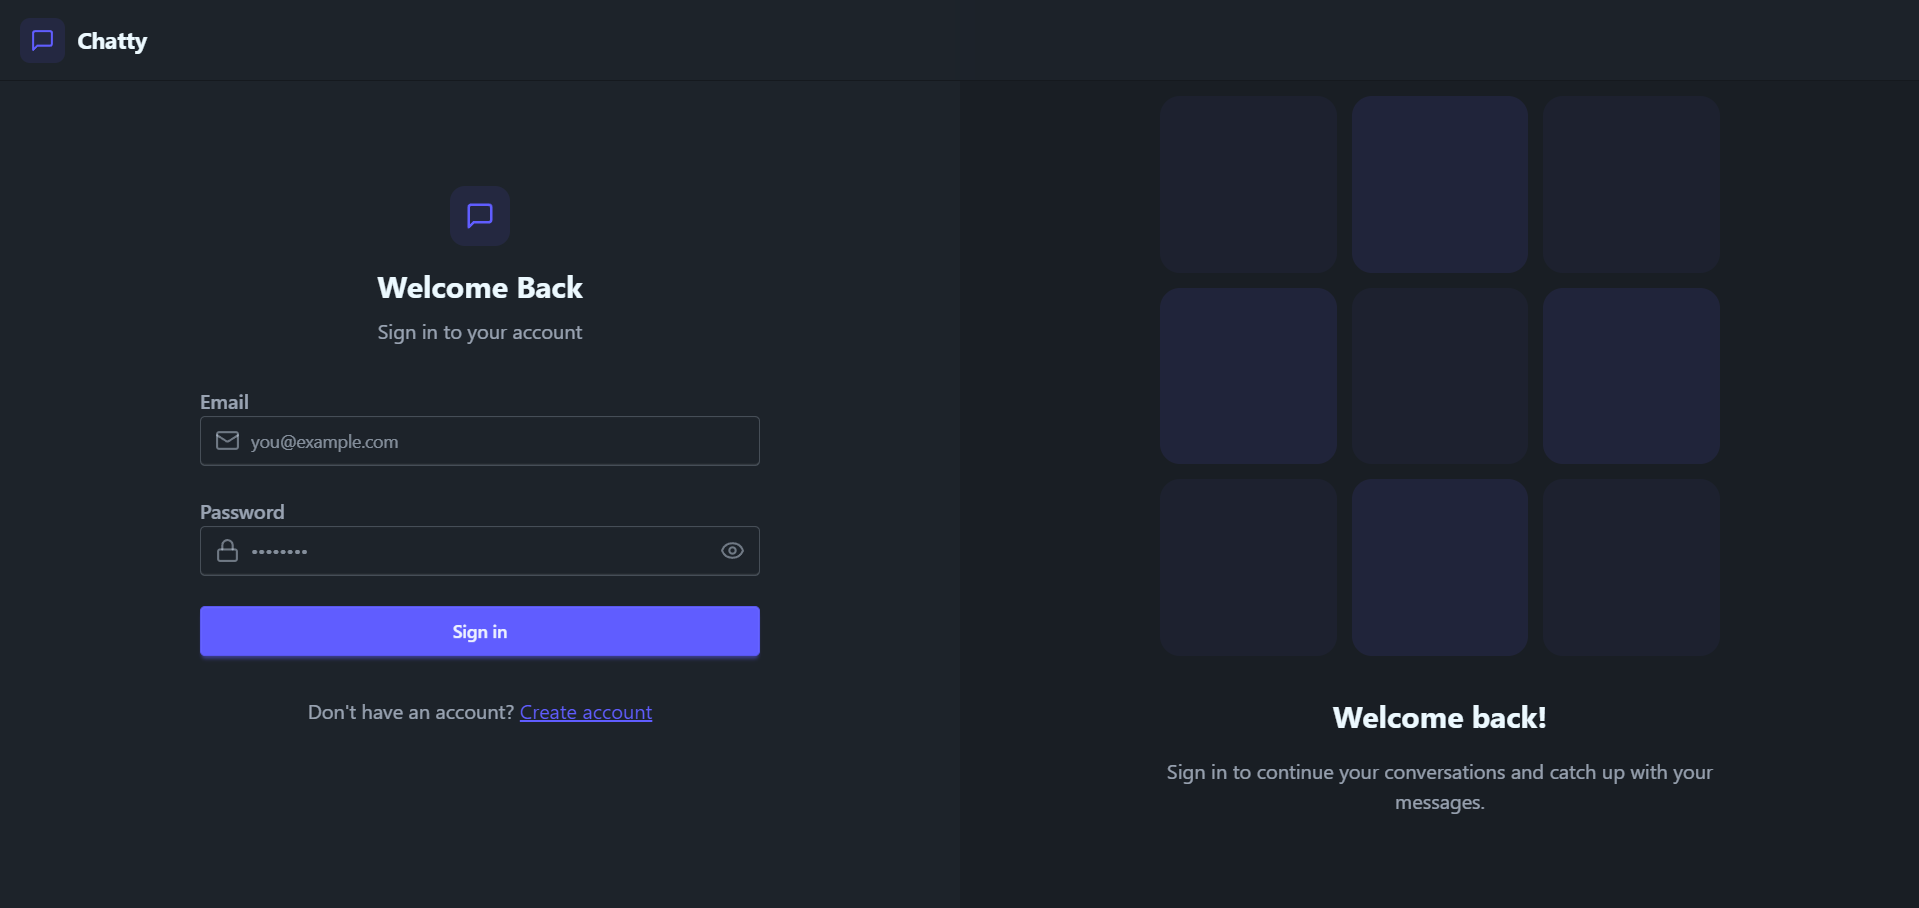 Chatty
Welcome Back
Sign in to your account
Email
you@example.com
Password
••••••••
Sign in
Don't have an account? Create account
Welcome back!
Sign in to continue your conversations and catch up with your
messages.